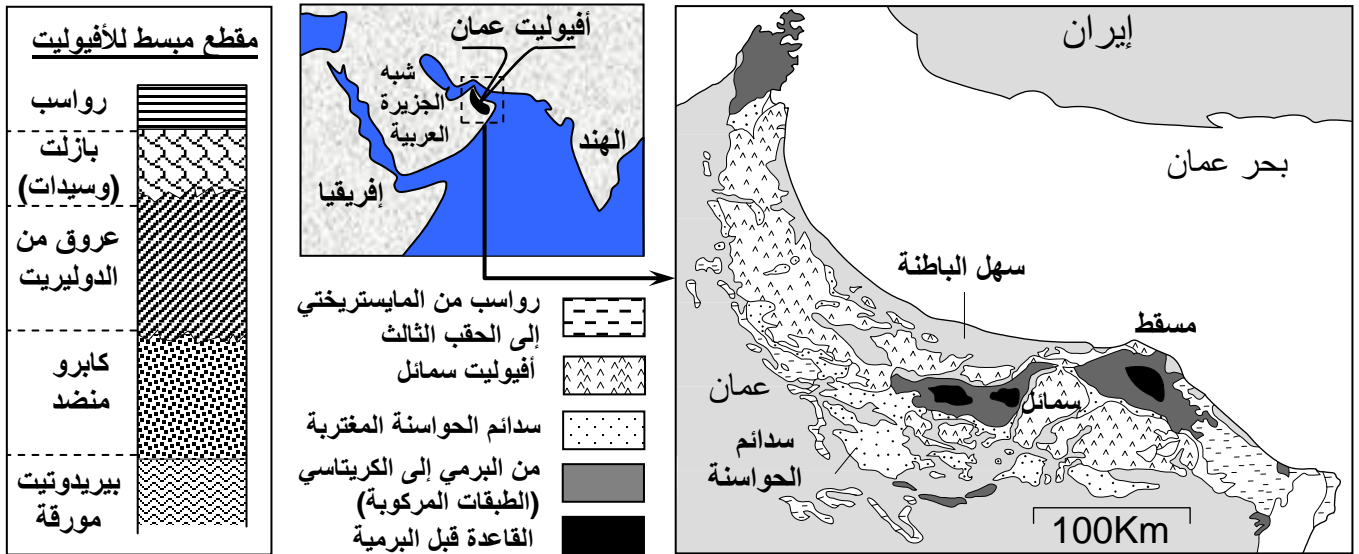 مقطع مبسط للأفيوليت
رواسب
بازلت
(وسيدات)
عروق من
الدوليريت
كابرو
منضد
بيريدوتيت
مورقة
أفيوليت عمان
شبه
الجزيرة
العربية
الهند
إفريقيا
رواسب من المايستريختي
إلى الحقب الثالث
أفيوليت سمائل
سدائم الحواسنة المغتربة
من البرمي إلى الكريتاسي
(الطبقات المركوبة)
القاعدة قبل البرمية
إيران
بحر عمان
سهل الباطنة
مسقط
عمان
سمائل
سدائم
الحواسنة
100Km